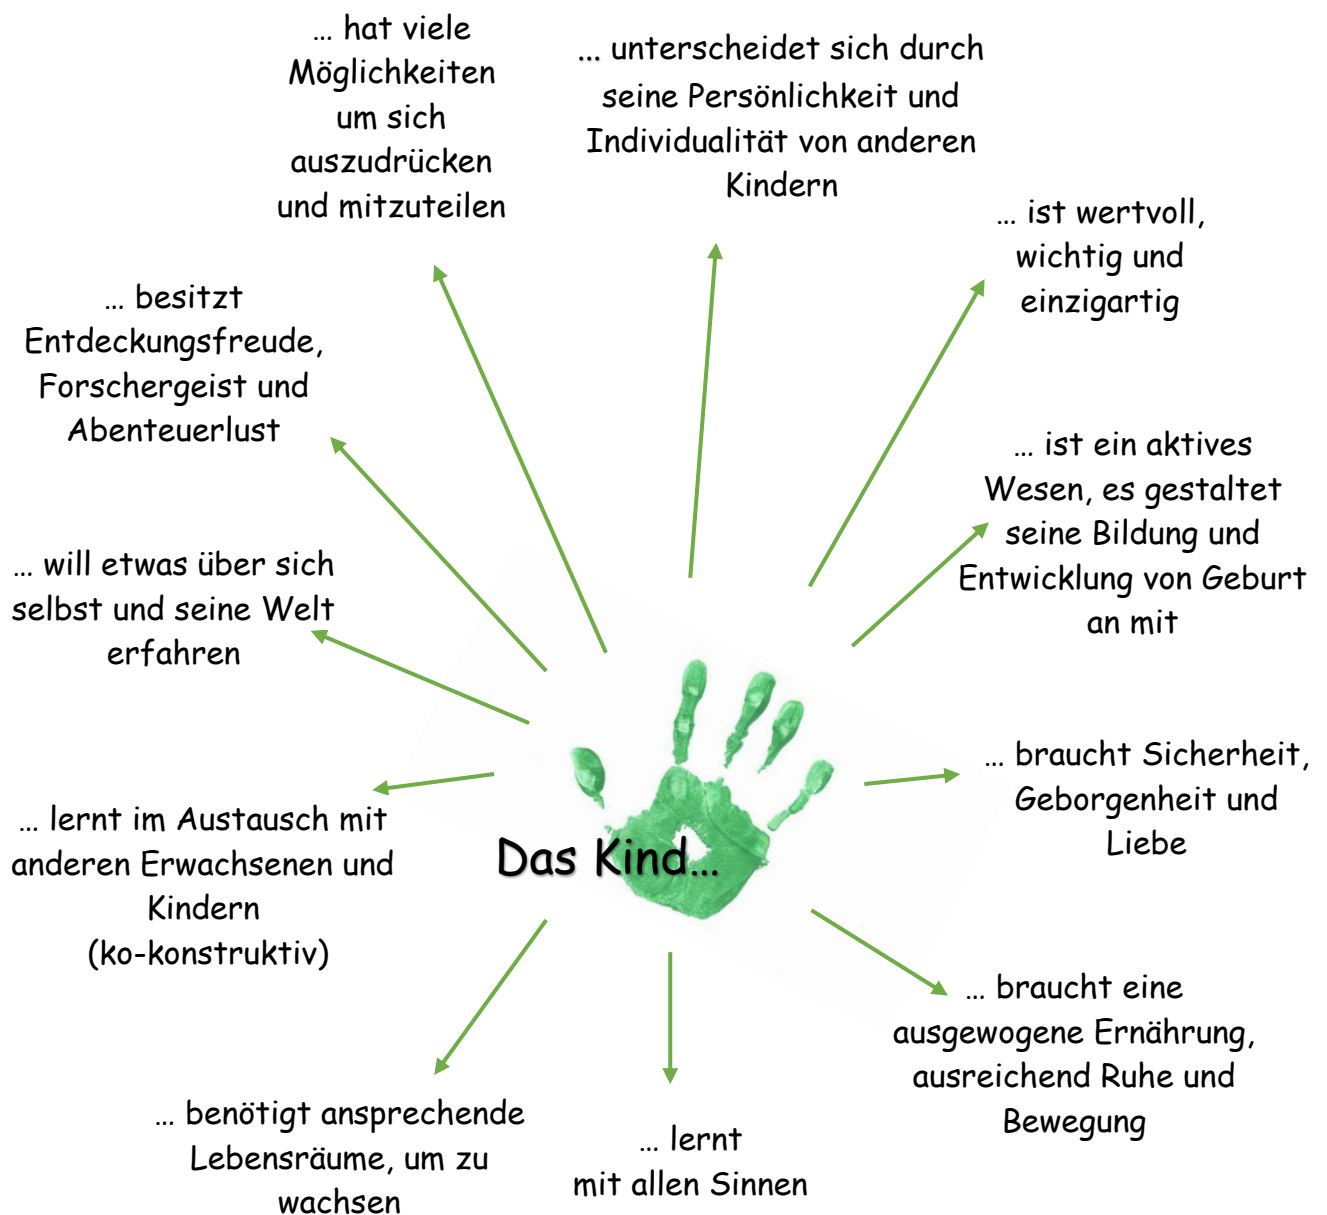 … hat viele
Möglichkeiten
um sich
auszudrücken
und mitzuteilen
... unterscheidet sich durch
seine Persönlichkeit und
Individualität von anderen
Kindern
… ist wertvoll,
wichtig und
einzigartig
… besitzt
Entdeckungsfreude,
Forschergeist und
Abenteuerlust
… ist ein aktives
Wesen, es gestaltet
seine Bildung und
Entwicklung von Geburt
an mit
… will etwas über sich
selbst und seine Welt
erfahren
… braucht Sicherheit,
Geborgenheit und
Liebe
… lernt im Austausch mit
anderen Erwachsenen und
Kindern
(ko-konstruktiv)
Das Kind…
… braucht eine
ausgewogene Ernährung,
ausreichend Ruhe und
Bewegung
… benötigt ansprechende
Lebensräume, um zu
wachsen
… lernt
mit allen Sinnen